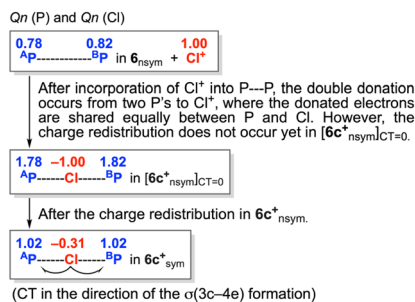 Qn (P) and Qn (Cl)
0.78 0.82 1.00
ᴬP------------ᴮP in 6nsym + Cl⁺
After incorporation of Cl⁺ into P---P, the double donation
occurs from two P's to Cl⁺, where the donated electrons
are shared equally between P and Cl. However, the
charge redistribution does not occur yet in [6c⁺nsym]CT=0.
1.78 –1.00 1.82
ᴬP------Cl------ᴮP in [6c⁺nsym]CT=0
After the charge redistribution in 6c⁺nsym.
1.02 –0.31 1.02
ᴬP------Cl------ᴮP in 6c⁺sym
(CT in the direction of the σ(3c–4e) formation)